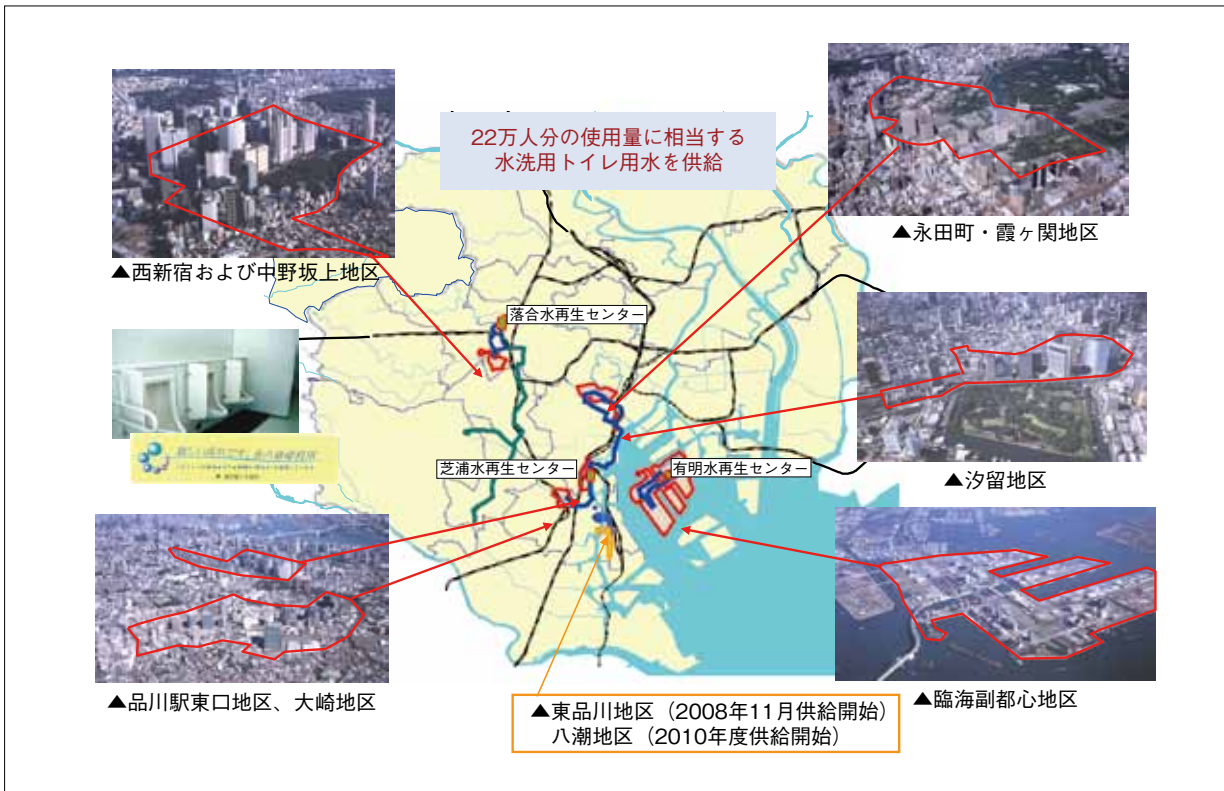 22万人分の使用量に相当する
水洗用トイレ用水を供給
▲永田町・霞ヶ関地区
▲西新宿および中野坂上地区
落合水再生センター
芝浦水再生センター
有明水再生センター
▲汐留地区
▲品川駅東口地区、大崎地区
▲東品川地区（2008年11月供給開始）
八潮地区（2010年度供給開始）
▲臨海副都心地区